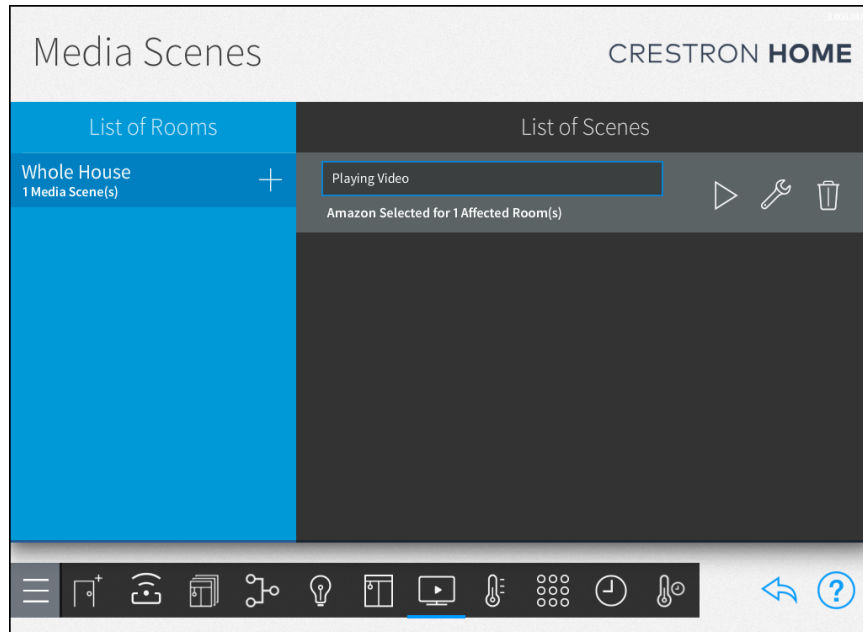 Media Scenes
CRESTRON HOME
List of Rooms
List of Scenes
Whole House
1 Media Scene(s)
Playing Video
Amazon Selected for 1 Affected Room(s)
?